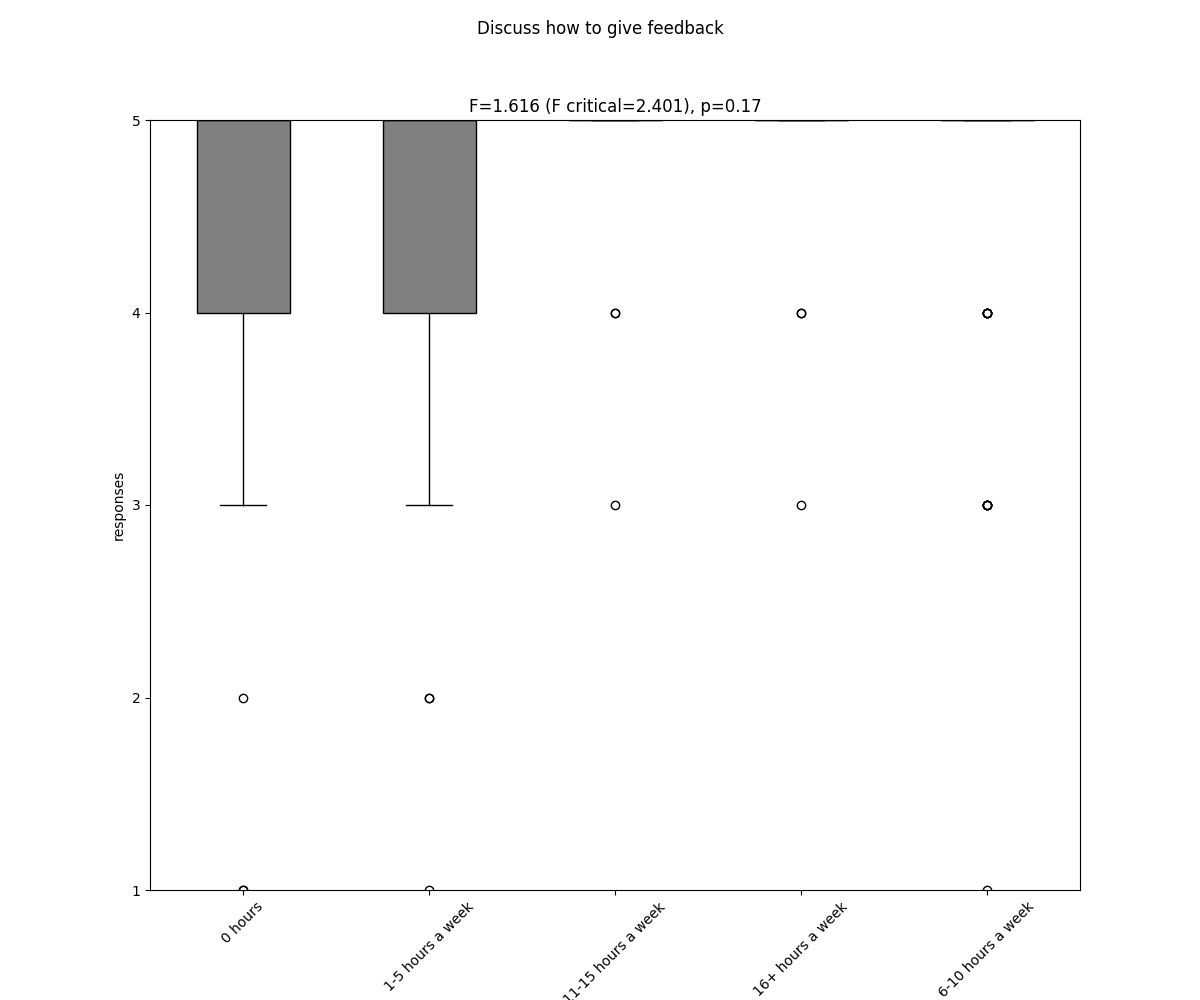 Discuss how to give feedback
F=1.616 (F critical=2.401), p=0.17
5
4
3
2
1
responses
0 hours
1-5 hours a week
11-15 hours a week
16+ hours a week
6-10 hours a week